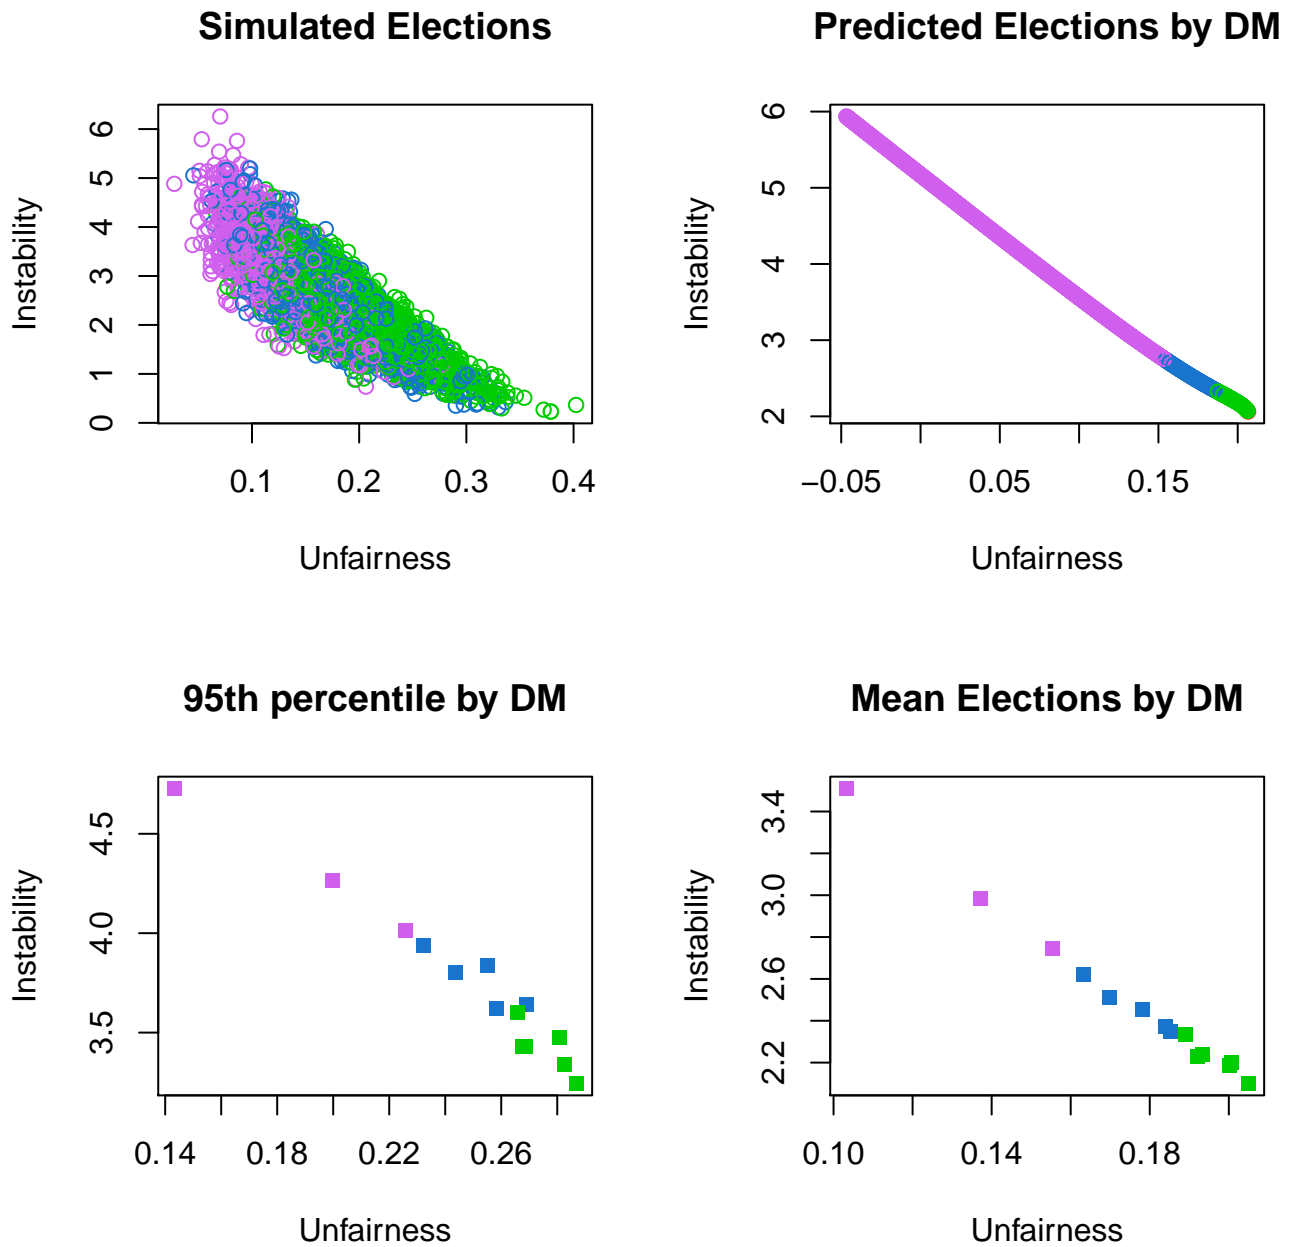 Simulated Elections
Instability
0 1 2 3 4 5 6
0.1 0.2 0.3 0.4
Unfairness
Predicted Elections by DM
Instability
2 3 4 5 6
−0.05 0.05 0.15
Unfairness
95th percentile by DM
Instability
3.5 4.0 4.5
0.14 0.18 0.22 0.26
Unfairness
Mean Elections by DM
Instability
2.2 2.6 3.0 3.4
0.10 0.14 0.18
Unfairness